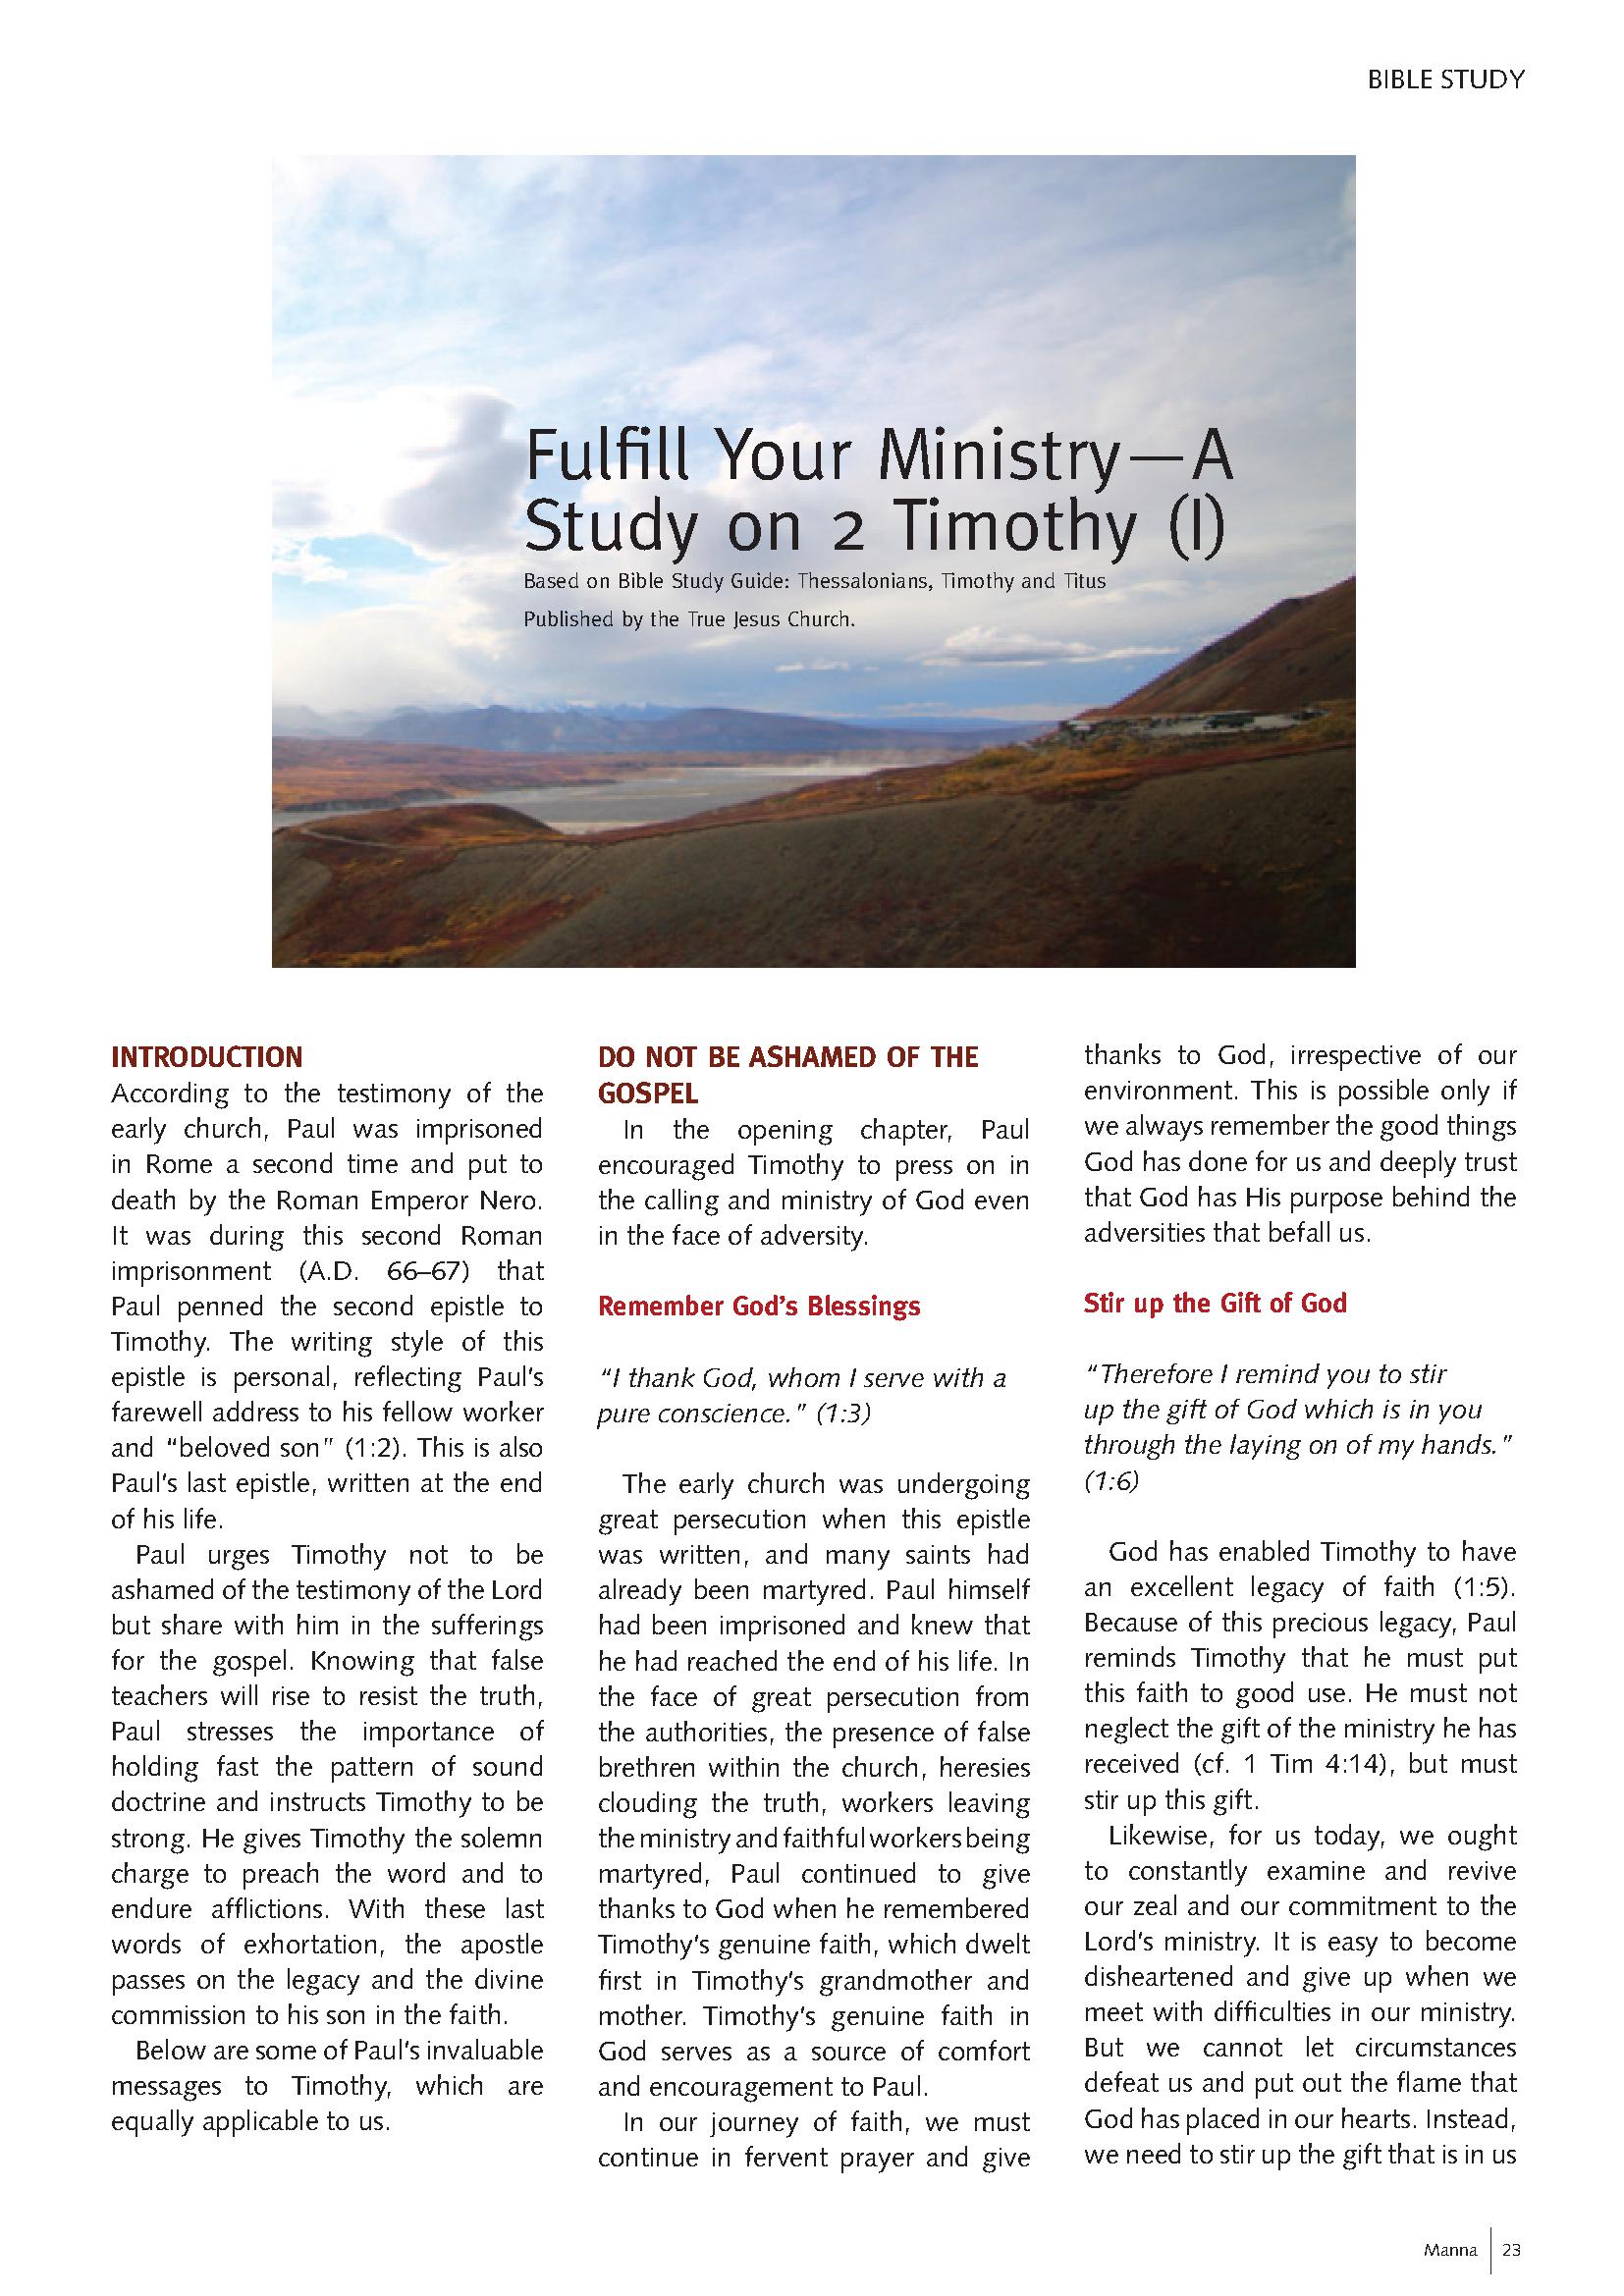 BIBLE STUDY
Fulfill Your Ministry—A
Study on 2 Timothy (I)
Based on Bible Study Guide: Thessalonians, Timothy and Titus
Published by the True Jesus Church.
INTRODUCTION
According to the testimony of the
early church, Paul was imprisoned
in Rome a second time and put to
death by the Roman Emperor Nero.
It was during this second Roman
imprisonment (A.D. 66–67) that
Paul penned the second epistle to
Timothy. The writing style of this
epistle is personal, reflecting Paul's
farewell address to his fellow worker
and “beloved son” (1:2). This is also
Paul's last epistle, written at the end
of his life.
Paul urges Timothy not to be
ashamed of the testimony of the Lord
but share with him in the sufferings
for the gospel. Knowing that false
teachers will rise to resist the truth,
Paul stresses the importance of
holding fast the pattern of sound
doctrine and instructs Timothy to be
strong. He gives Timothy the solemn
charge to preach the word and to
endure afflictions. With these last
words of exhortation, the apostle
passes on the legacy and the divine
commission to his son in the faith.
Below are some of Paul's invaluable
messages to Timothy, which are
equally applicable to us.
DO NOT BE ASHAMED OF THE
GOSPEL
In the opening chapter, Paul
encouraged Timothy to press on in
the calling and ministry of God even
in the face of adversity.
Remember God’s Blessings
“I thank God, whom I serve with a
pure conscience.” (1:3)
The early church was undergoing
great persecution when this epistle
was written, and many saints had
already been martyred. Paul himself
had been imprisoned and knew that
he had reached the end of his life. In
the face of great persecution from
the authorities, the presence of false
brethren within the church, heresies
clouding the truth, workers leaving
the ministry and faithful workers being
martyred, Paul continued to give
thanks to God when he remembered
Timothy's genuine faith, which dwelt
first in Timothy's grandmother and
mother. Timothy's genuine faith in
God serves as a source of comfort
and encouragement to Paul.
In our journey of faith, we must
continue in fervent prayer and give
thanks to God, irrespective of our
environment. This is possible only if
we always remember the good things
God has done for us and deeply trust
that God has His purpose behind the
adversities that befall us.
Stir up the Gift of God
“Therefore I remind you to stir
up the gift of God which is in you
through the laying on of my hands.”
(1:6)
God has enabled Timothy to have
an excellent legacy of faith (1:5).
Because of this precious legacy, Paul
reminds Timothy that he must put
this faith to good use. He must not
neglect the gift of the ministry he has
received (cf. 1 Tim 4:14), but must
stir up this gift.
Likewise, for us today, we ought
to constantly examine and revive
our zeal and our commitment to the
Lord's ministry. It is easy to become
disheartened and give up when we
meet with difficulties in our ministry.
But we cannot let circumstances
defeat us and put out the flame that
God has placed in our hearts. Instead,
we need to stir up the gift that is in us
Manna 23